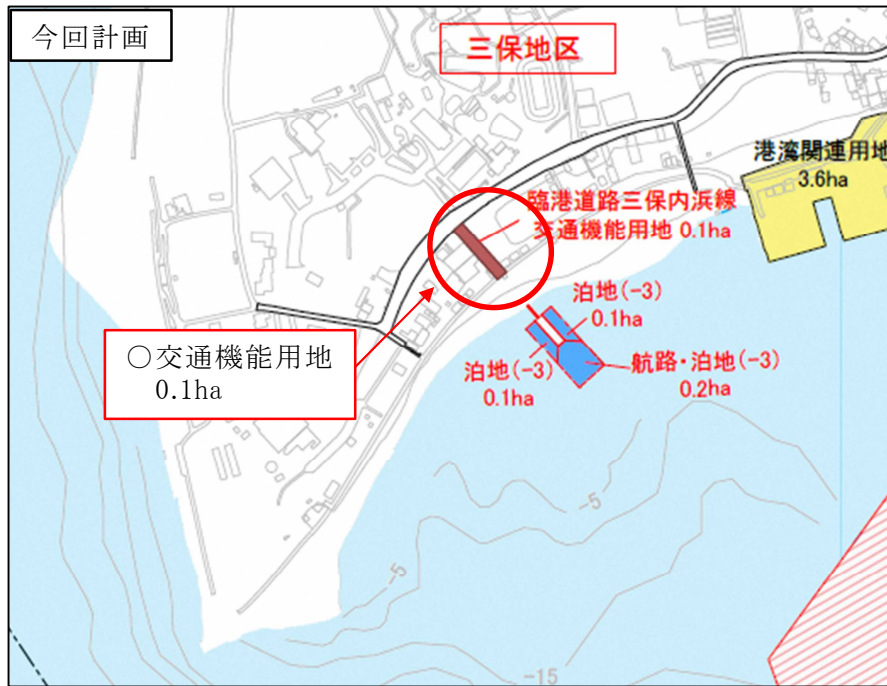 今回計画
三保地区
港湾関連用地
3.6ha
臨港道路三保内浜線
交通機能用地 0.1ha
泊地(-3)
0.1ha
○交通機能用地
0.1ha
泊地(-3)
0.1ha
航路・泊地(-3)
0.2ha
-5
-5
-15